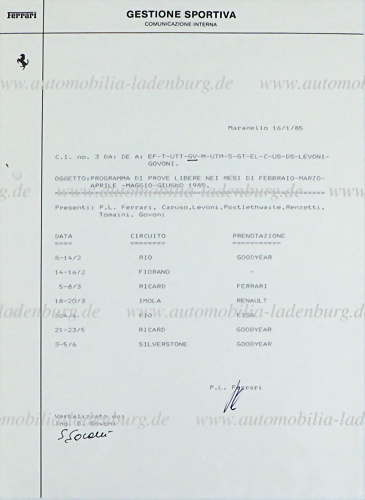 Ferrari
GESTIONE SPORTIVA
COMUNICAZIONE INTERNA
www.automobilia-ladenburg.de
Maranello 16/1/85
C.I. no. 3 DA: DE A: EF-T-UTT-GV-M-UTM-S-GT-EL-C-US-DS-LEVONI-
GOVONI.
OGGETTO:PROGRAMMA DI PROVE LIBERE NEI MESI DI FEBBRAIO-MARZO-
APRILE -MAGGIO-GIUGNO 1985.
Presenti: P.L. Ferrari, Caruso,Levoni,Postlethwaite,Renzetti,
Tomaini, Govoni
DATA CIRCUITO PRENOTAZIONE
==== ======== ===========
6-14/2 RIO GOODYEAR
14-16/2 FIORANO -
5-8/3 RICARD FERRARI
18-20/3 IMOLA RENAULT
www.automobilia-ladenburg.de
RIO
21-23/5 RICARD GOODYEAR
3-5/6 SILVERSTONE GOODYEAR
P.L. Ferrari
www.automobilia-ladenburg.de
Verbalizzato da:
Ing. G. Govoni